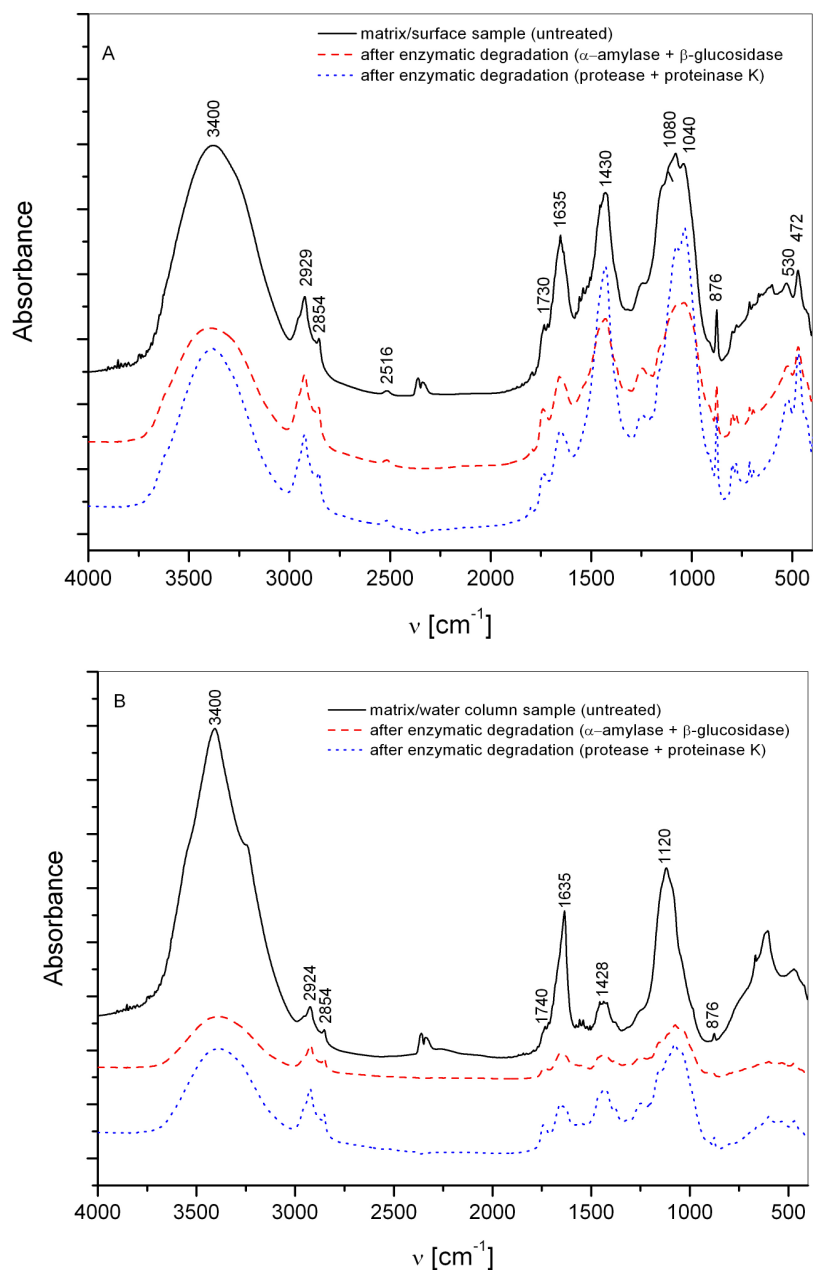 A
matrix/surface sample (untreated)
after enzymatic degradation (α–amylase + β-glucosidase
after enzymatic degradation (protease + proteinase K)
3400
2929
2854
2516
1730
1635
1430
1080
1040
876
530
472
Absorbance
4000 3500 3000 2500 2000 1500 1000 500
ν [cm-1]
B
matrix/water column sample (untreated)
after enzymatic degradation (α–amylase + β-glucosidase)
after enzymatic degradation (protease + proteinase K)
3400
2924
2854
1740
1635
1428
1120
876
Absorbance
4000 3500 3000 2500 2000 1500 1000 500
ν [cm-1]